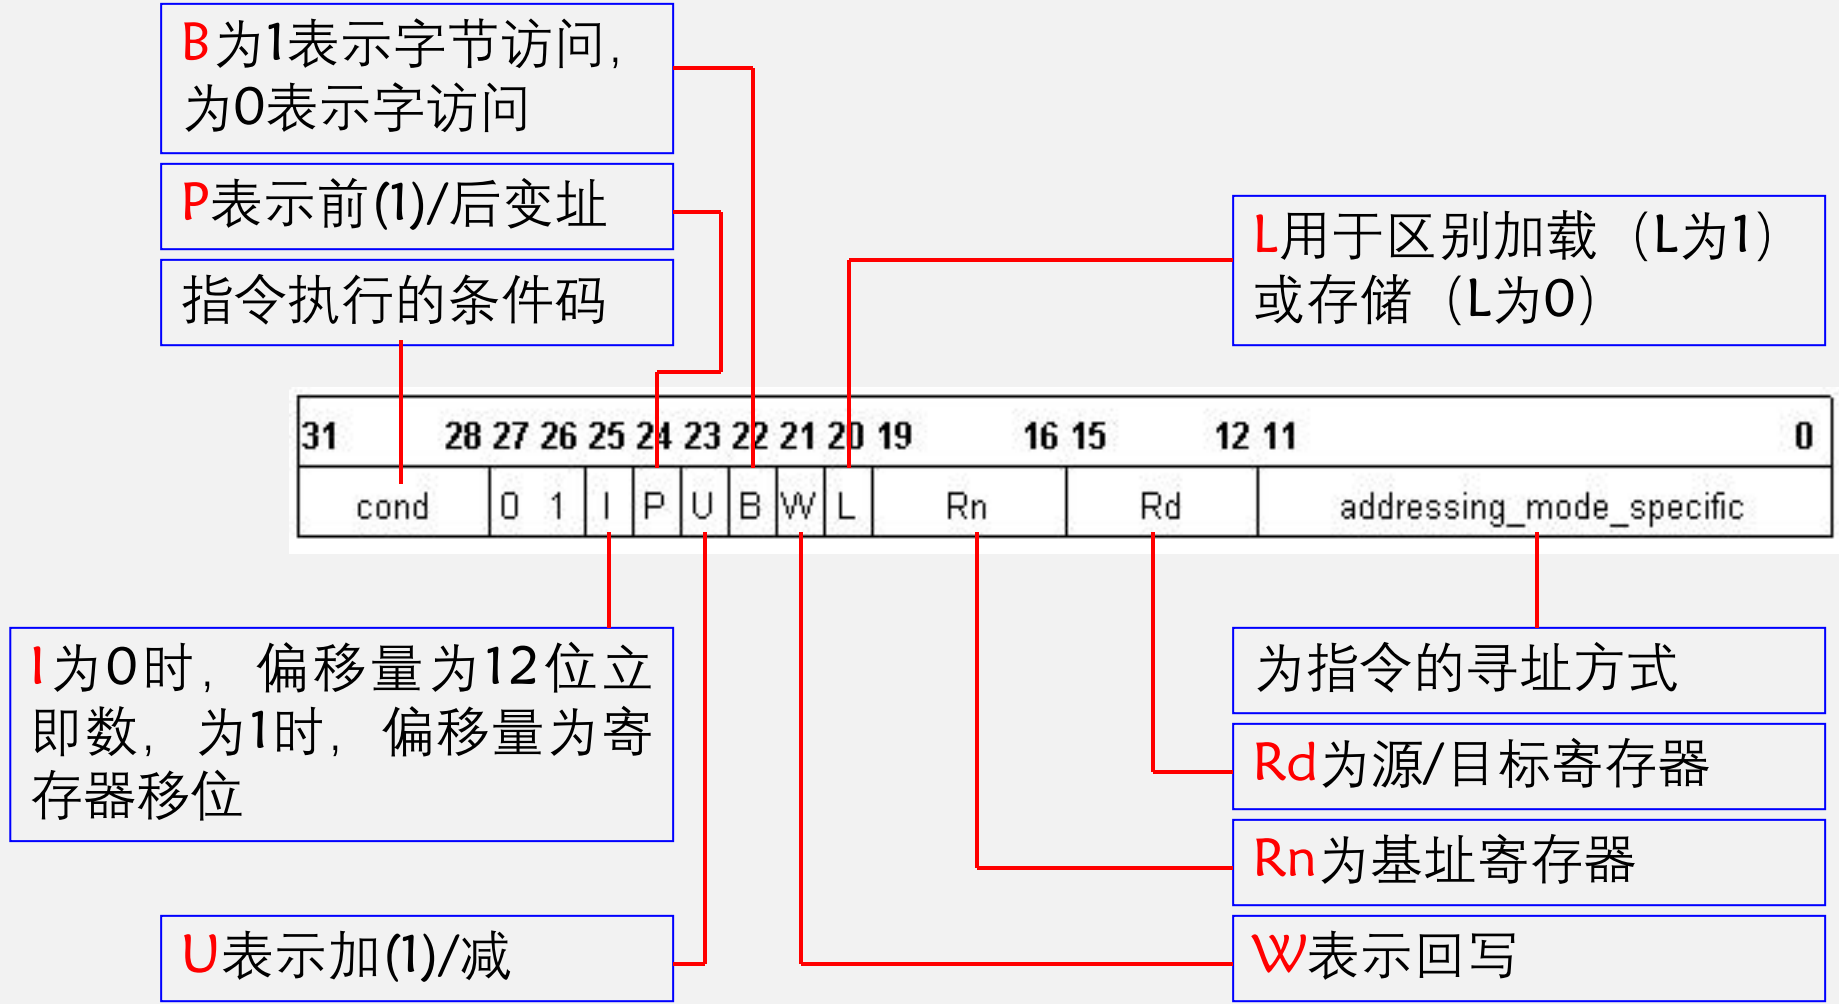 B为1表示字节访问,
为0表示字访问
P表示前(1)/后变址
指令执行的条件码
L用于区别加载（L为1）
或存储（L为0）
31 28 27 26 25 24 23 22 21 20 19 16 15 12 11 0
cond 0 1 I P U B W L Rn Rd addressing_mode_specific
I为0时, 偏移量为12位立
即数, 为1时, 偏移量为寄
存器移位
U表示加(1)/减
为指令的寻址方式
Rd为源/目标寄存器
Rn为基址寄存器
W表示回写